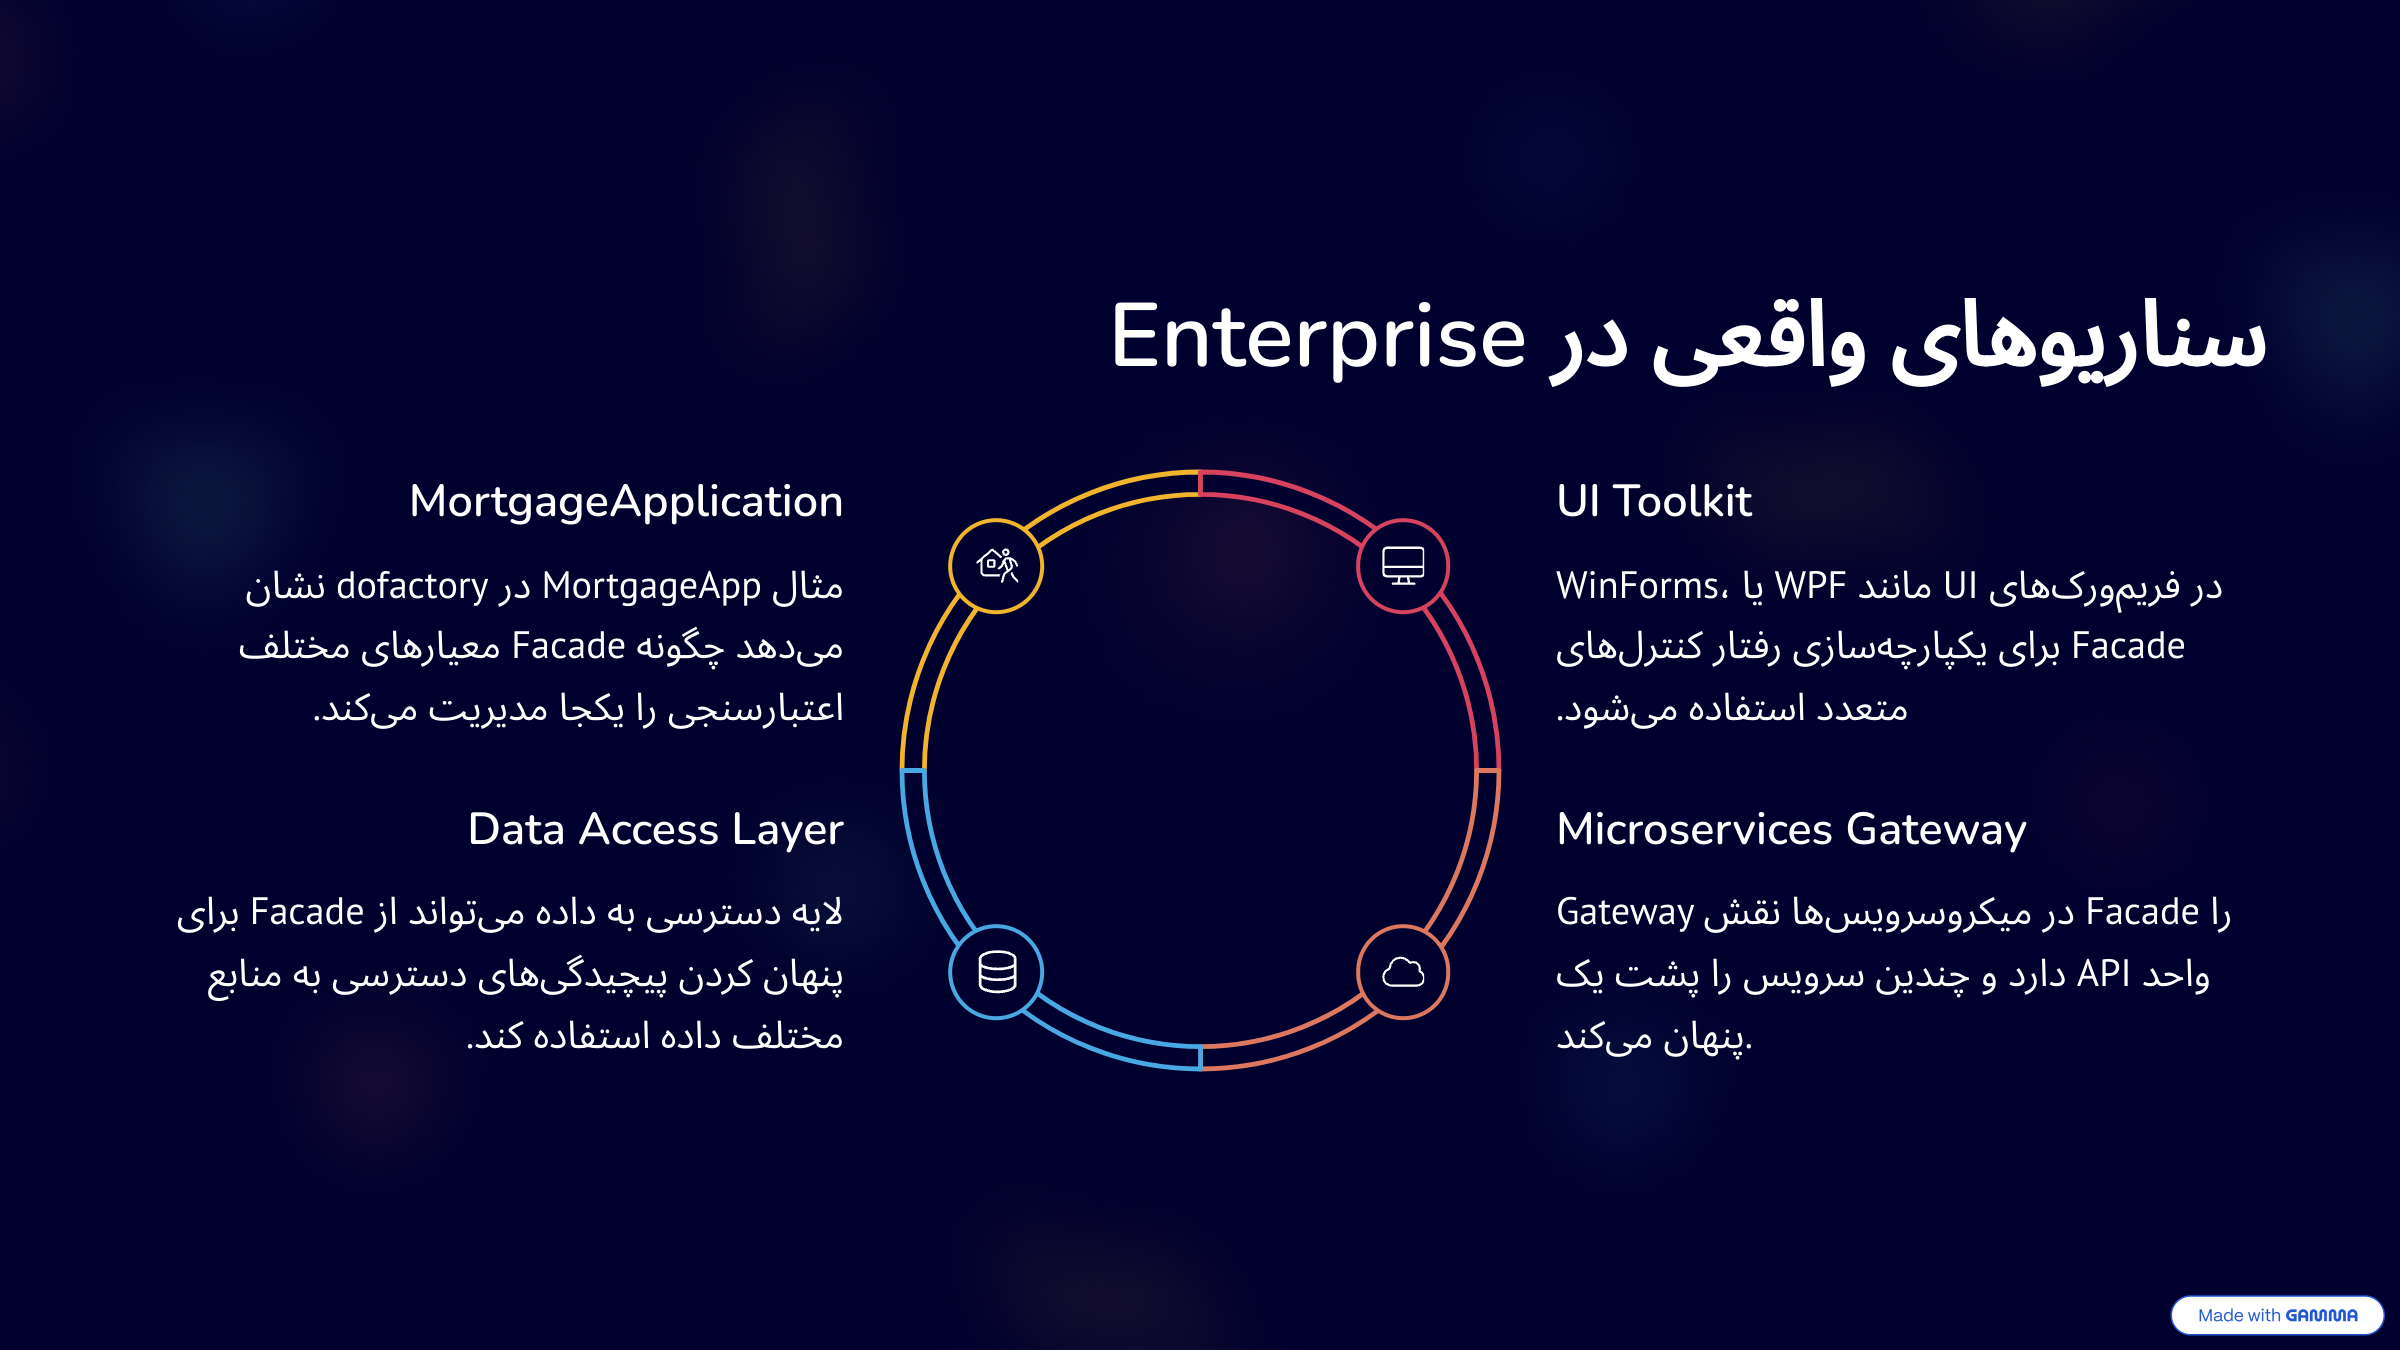 سناریوهای واقعی در Enterprise
UI Toolkit
در فریم‌ورک‌های UI مانند WPF یا WinForms،
Facade برای یکپارچه‌سازی رفتار کنترل‌های
متعدد استفاده می‌شود.
MortgageApplication
مثال MortgageApp در dofactory نشان
می‌دهد چگونه Facade معیارهای مختلف
اعتبارسنجی را یکجا مدیریت می‌کند.
Microservices Gateway
Gateway در میکروسرویس‌ها نقش Facade را
دارد و چندین سرویس را پشت یک API واحد
پنهان می‌کند.
Data Access Layer
لایه دسترسی به داده می‌تواند از Facade برای
پنهان کردن پیچیدگی‌های دسترسی به منابع
مختلف داده استفاده کند.
Made with GAMMA